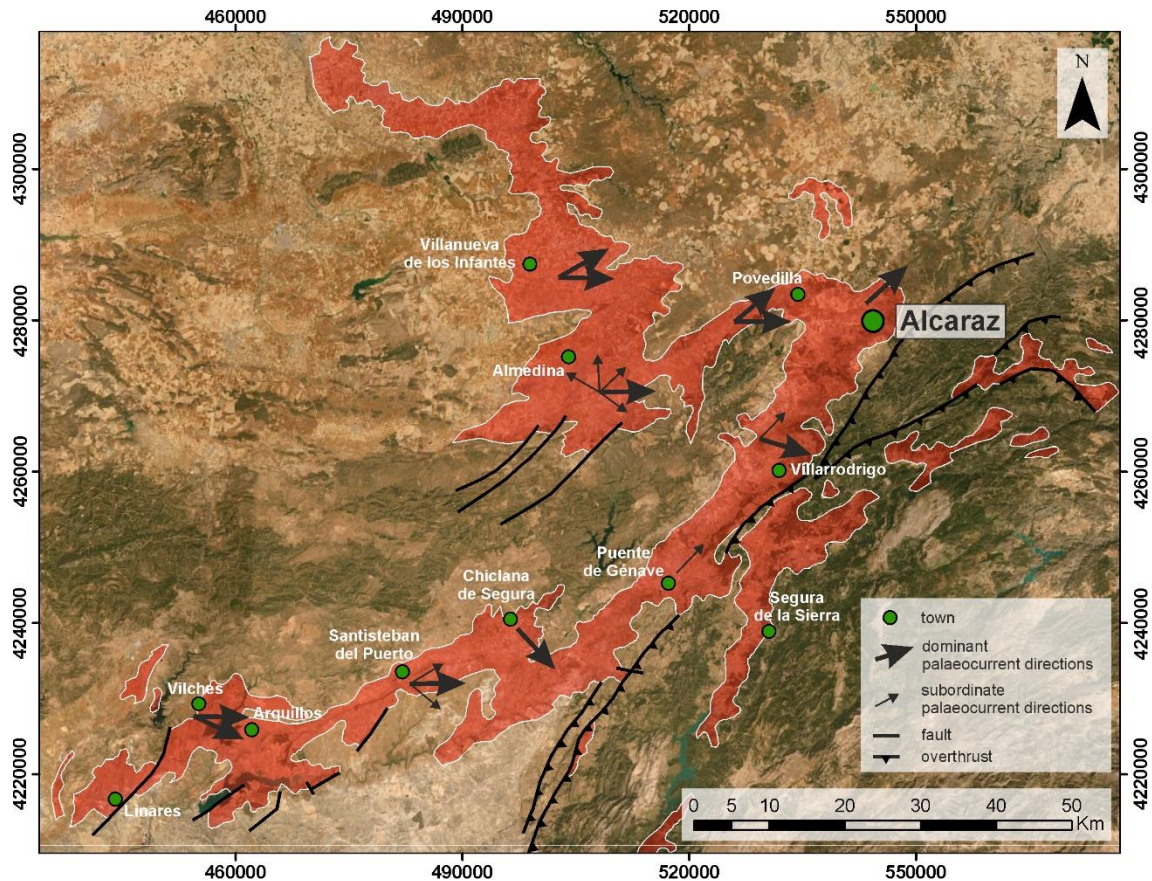 460000
490000
520000
550000
N
4300000
4300000
Villanueva
de los Infantes
Povedilla
4280000
Alcaraz
4280000
Almedina
4260000
Villarrodrigo
4260000
Puente
de Génave
Chiclana
de Segura
Segura
de la Sierra
4240000
4240000
Santisteban
del Puerto
Vilches
Arguillos
4220000
4220000
Linares
town
dominant
palaeocurrent directions
subordinate
palaeocurrent directions
fault
overthrust
0 5 10 20 30 40 50
Km
460000
490000
520000
550000